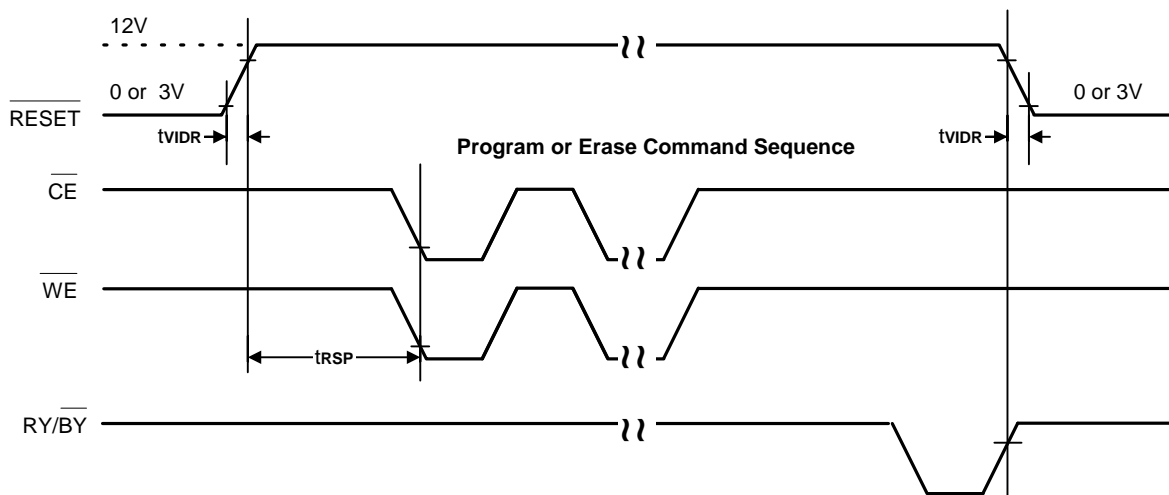 12V
0 or 3V
0 or 3V
RESET
tVIDR
tVIDR
Program or Erase Command Sequence
CE
WE
tRSP
RY/BY